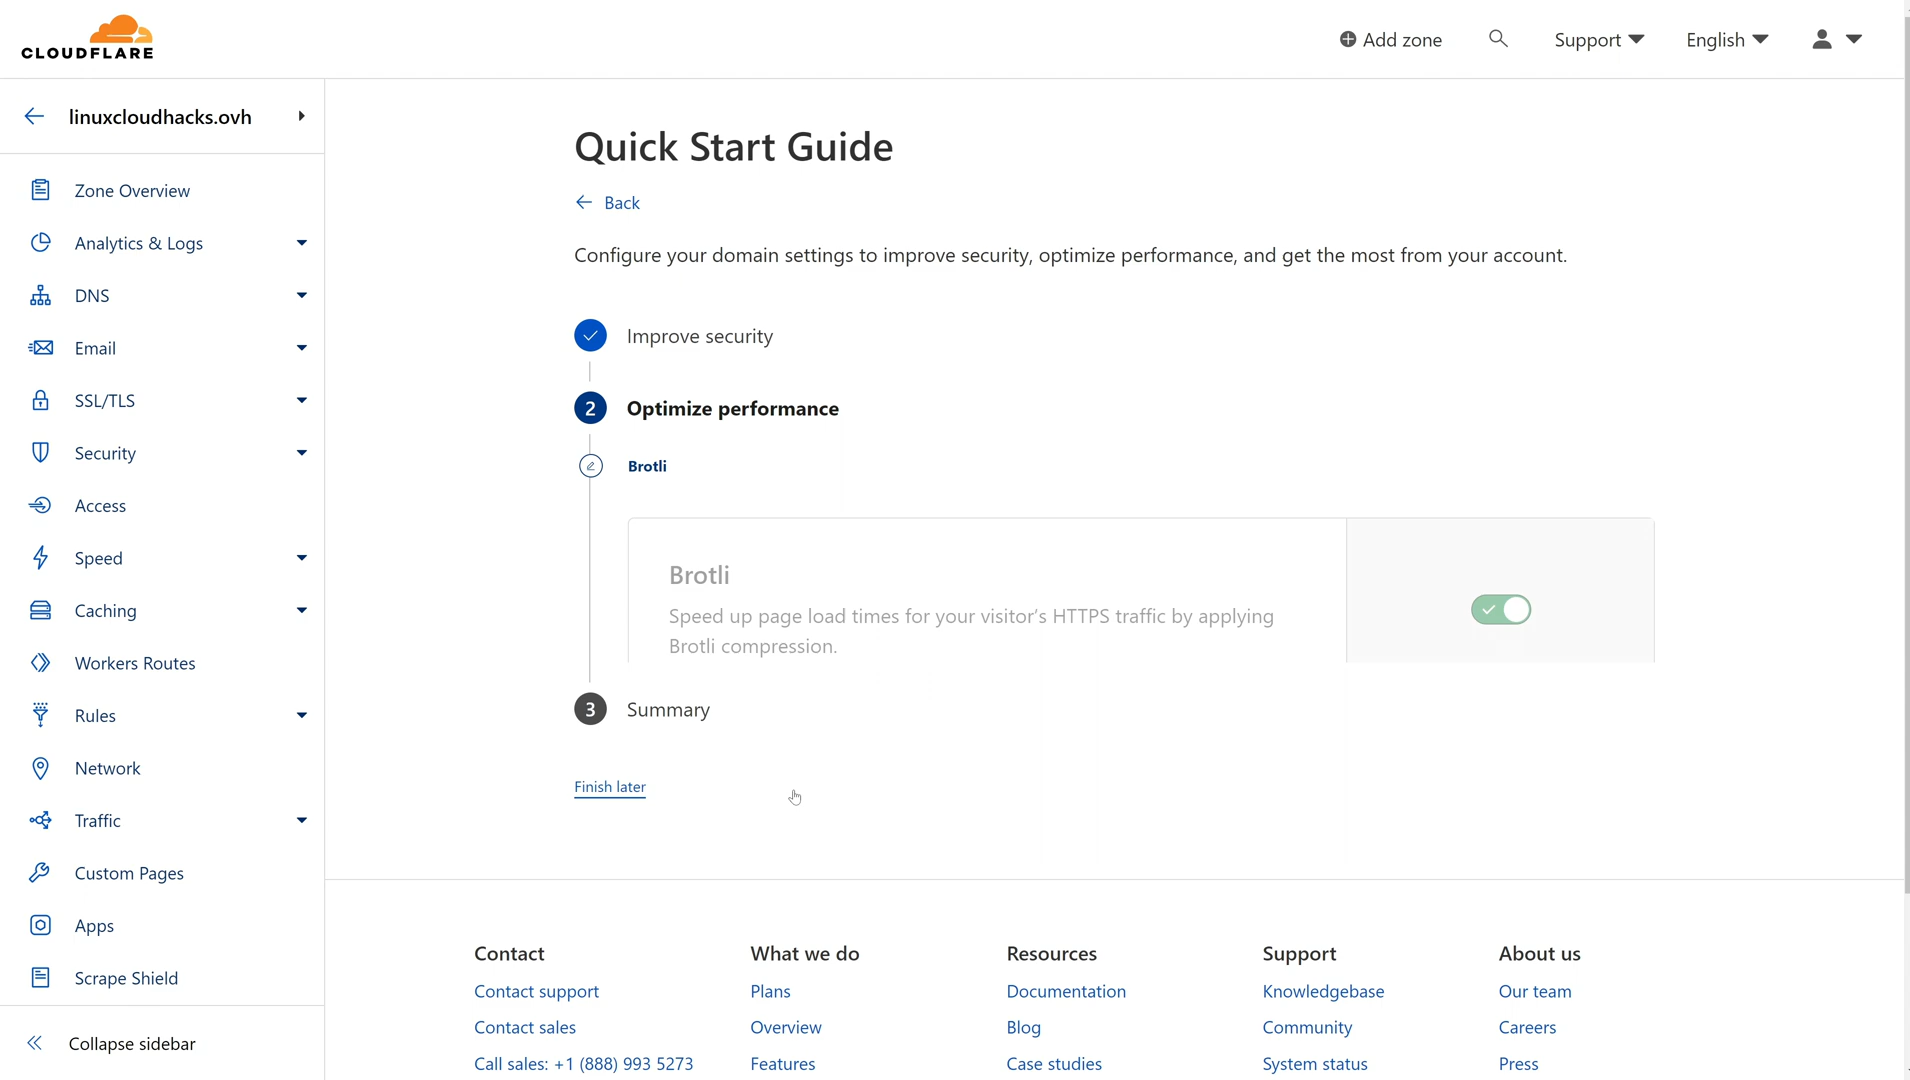 CLOUDFLARE
Add zone
Support
English
linuxcloudhacks.ovh
Zone Overview
Analytics & Logs
DNS
Email
SSL/TLS
Security
Access
Speed
Caching
Workers Routes
Rules
Network
Traffic
Custom Pages
Apps
Scrape Shield
Collapse sidebar
Quick Start Guide
Back
Configure your domain settings to improve security, optimize performance, and get the most from your account.
Improve security
2 Optimize performance
Brotli
Brotli
Speed up page load times for your visitor’s HTTPS traffic by applying
Brotli compression.
3 Summary
Finish later
Contact
Contact support
Contact sales
Call sales: +1 (888) 993 5273
What we do
Plans
Overview
Features
Resources
Documentation
Blog
Case studies
Support
Knowledgebase
Community
System status
About us
Our team
Careers
Press